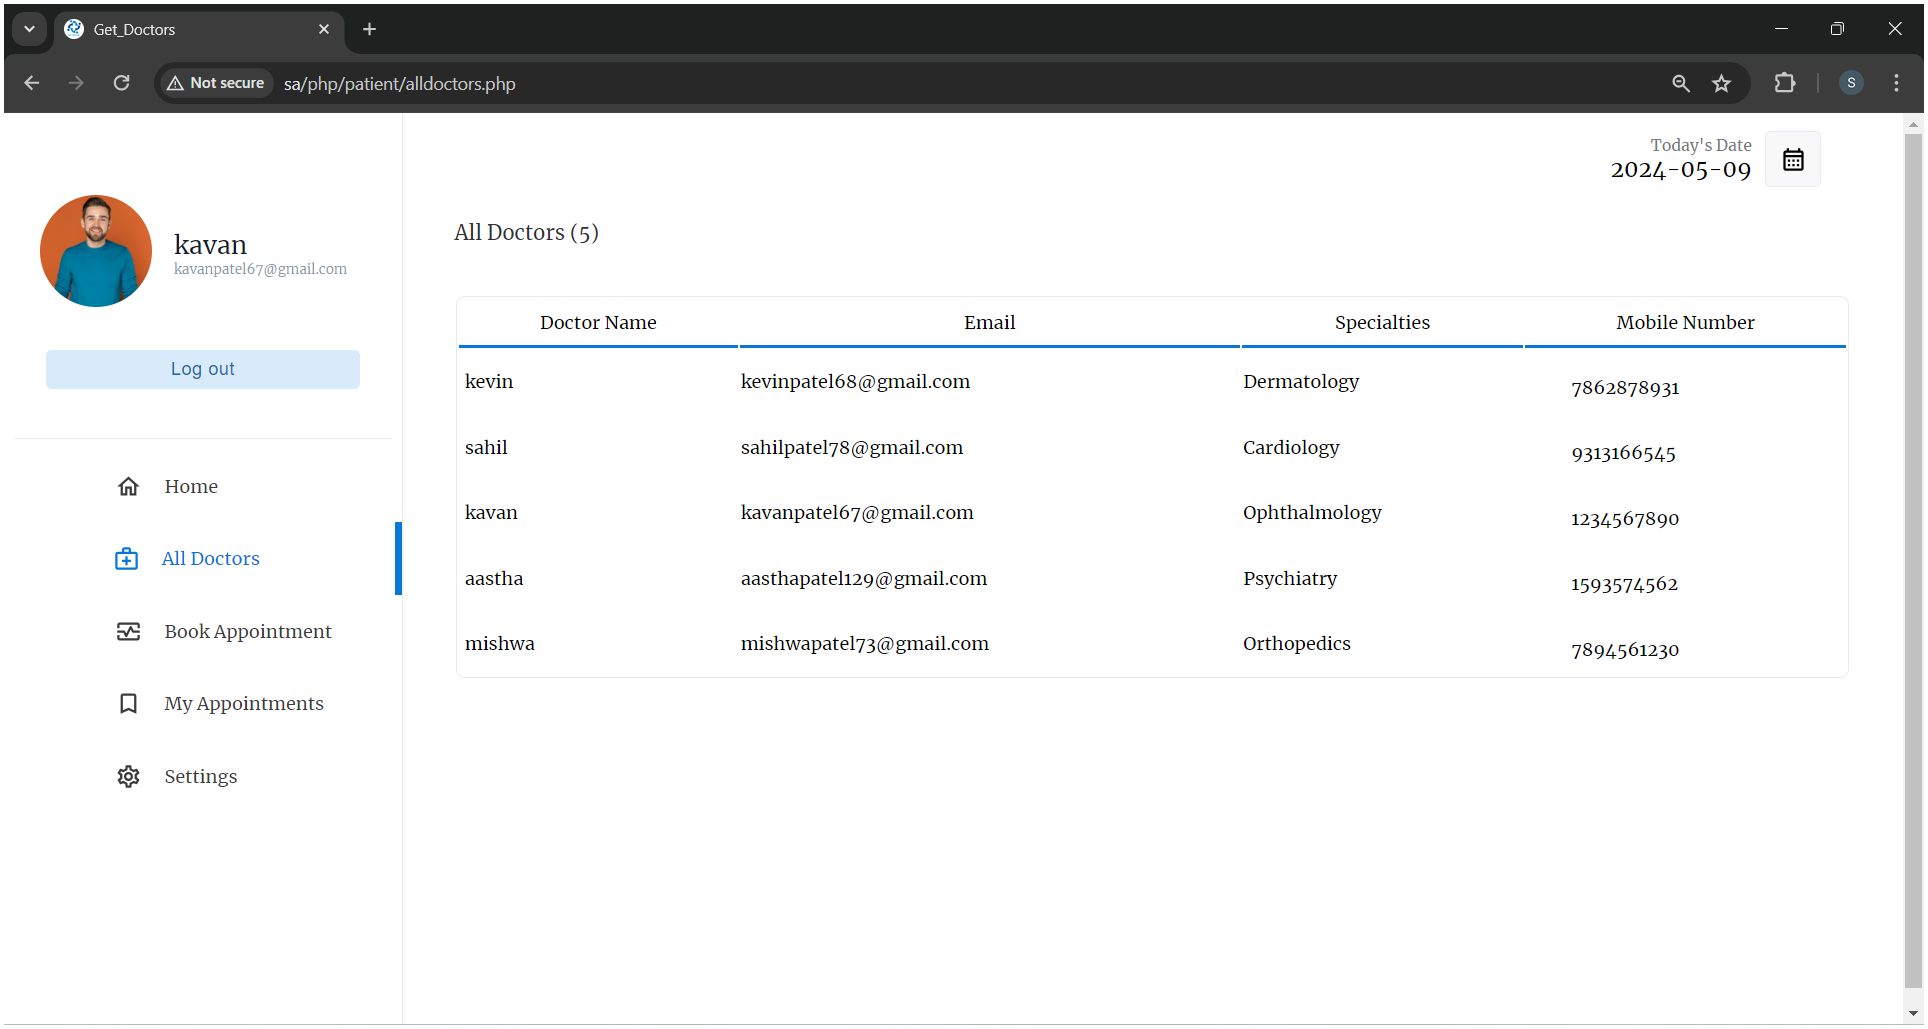 Get_Doctors
Not secure sa/php/patient/alldoctors.php S
Today's Date
2024-05-09
kavan
kavanpatel67@gmail.com
Log out
Home
All Doctors
Book Appointment
My Appointments
Settings
All Doctors (5)
Doctor Name Email Specialties Mobile Number
kevin kevinpatel68@gmail.com Dermatology 7862878931
sahil sahilpatel78@gmail.com Cardiology 9313166545
kavan kavanpatel67@gmail.com Ophthalmology 1234567890
aastha aasthapatel129@gmail.com Psychiatry 1593574562
mishwa mishwapatel73@gmail.com Orthopedics 7894561230